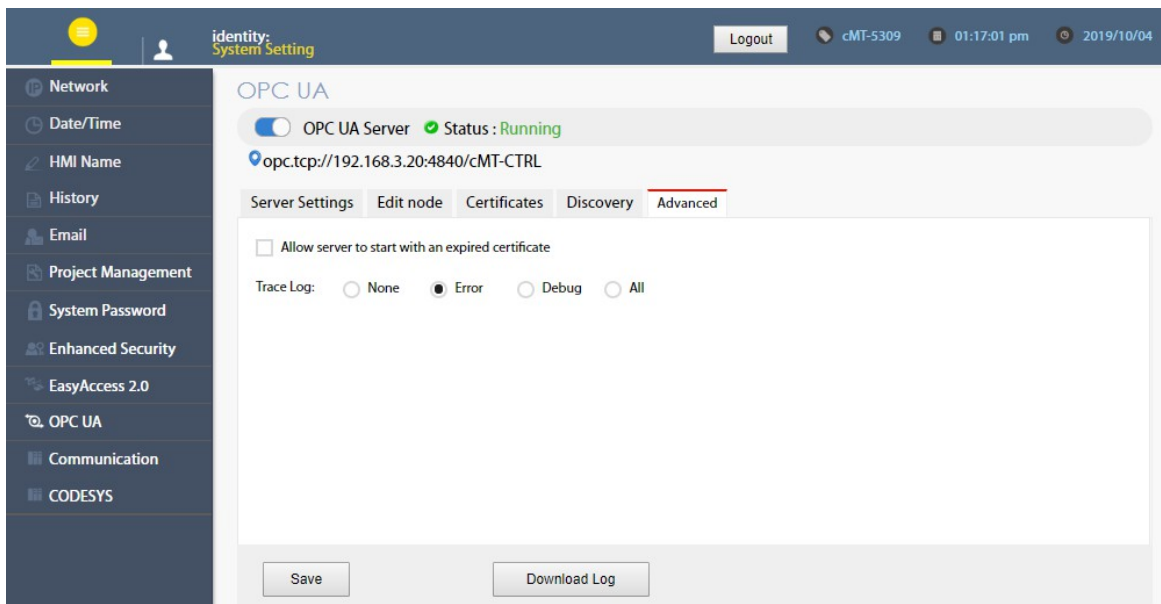 identity:
System Setting
Logout
cMT-5309
01:17:01 pm
2019/10/04
IP Network
Date/Time
HMI Name
History
Email
Project Management
System Password
Enhanced Security
EasyAccess 2.0
OPC UA
Communication
CODESYS
OPC UA
OPC UA Server Status : Running
opc.tcp://192.168.3.20:4840/cMT-CTRL
Server Settings Edit node Certificates Discovery Advanced
Allow server to start with an expired certificate
Trace Log: None Error Debug All
Save Download Log